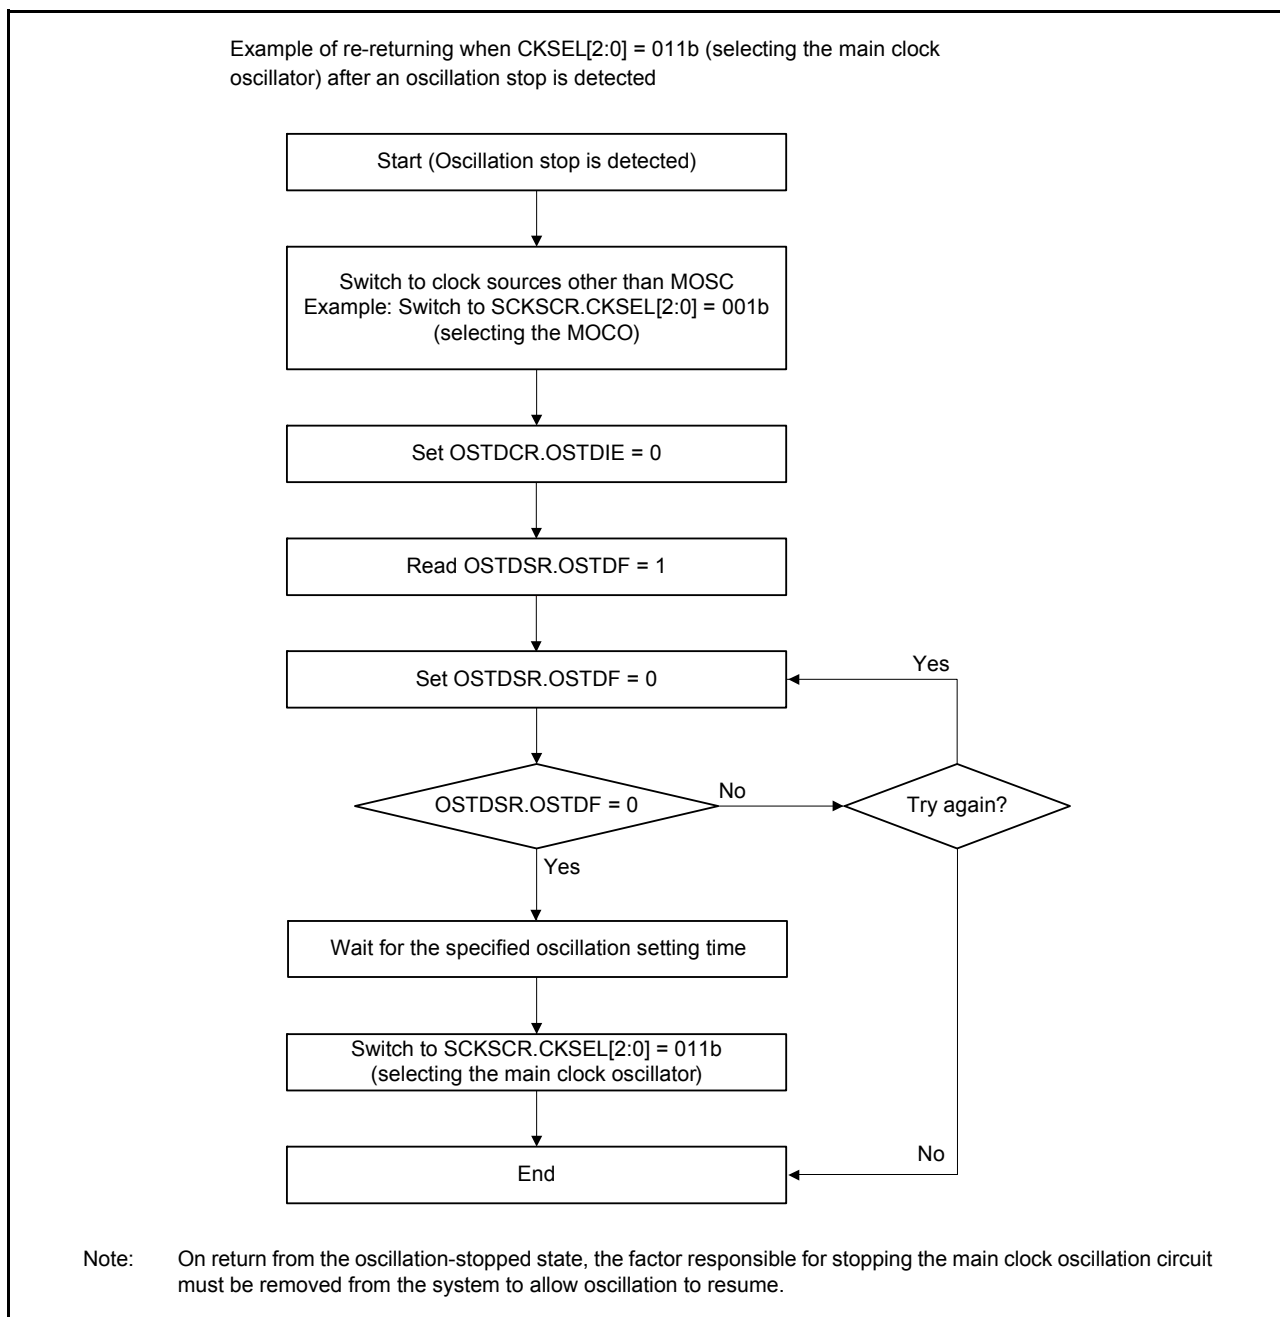 Example of re-returning when CKSEL[2:0] = 011b (selecting the main clock
oscillator) after an oscillation stop is detected
Start (Oscillation stop is detected)
Switch to clock sources other than MOSC
Example: Switch to SCKSCR.CKSEL[2:0] = 001b
(selecting the MOCO)
Set OSTDCR.OSTDIE = 0
Read OSTDSR.OSTDF = 1
Set OSTDSR.OSTDF = 0
Yes
OSTDSR.OSTDF = 0
No
Try again?
Yes
Wait for the specified oscillation setting time
Switch to SCKSCR.CKSEL[2:0] = 011b
(selecting the main clock oscillator)
No
End
Note: On return from the oscillation-stopped state, the factor responsible for stopping the main clock oscillation circuit
must be removed from the system to allow oscillation to resume.